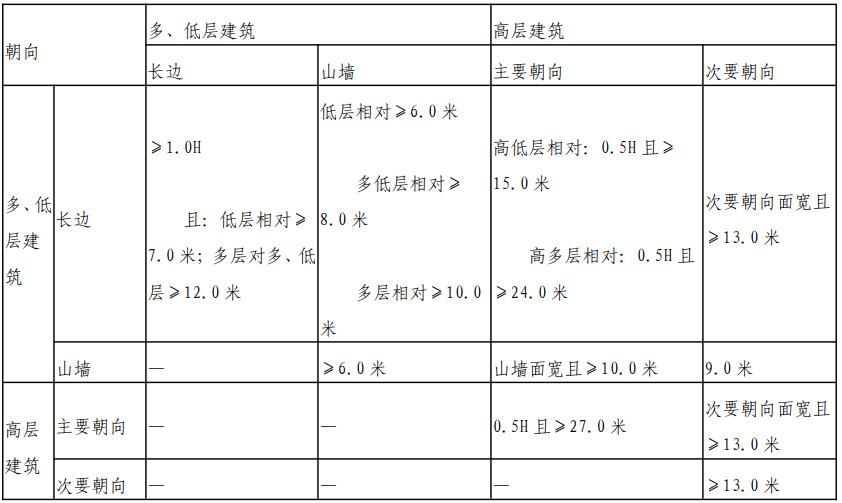 朝向
多、低层建筑
高层建筑
长边
山墙
主要朝向
次要朝向
多、低
层建
筑
长边
≥1.0H
且：低层相对≥
7.0米；多层对多、低
层≥12.0米
低层相对≥6.0米
多低层相对≥
8.0米
多层相对≥10.0
米
高低层相对：0.5H且≥
15.0米
高多层相对：0.5H且
≥24.0米
次要朝向面宽且
≥13.0米
山墙
—
≥6.0米
山墙面宽且≥10.0米
9.0米
高层
建筑
主要朝向
—
—
0.5H且≥27.0米
次要朝向面宽且
≥13.0米
次要朝向
—
—
—
≥13.0米